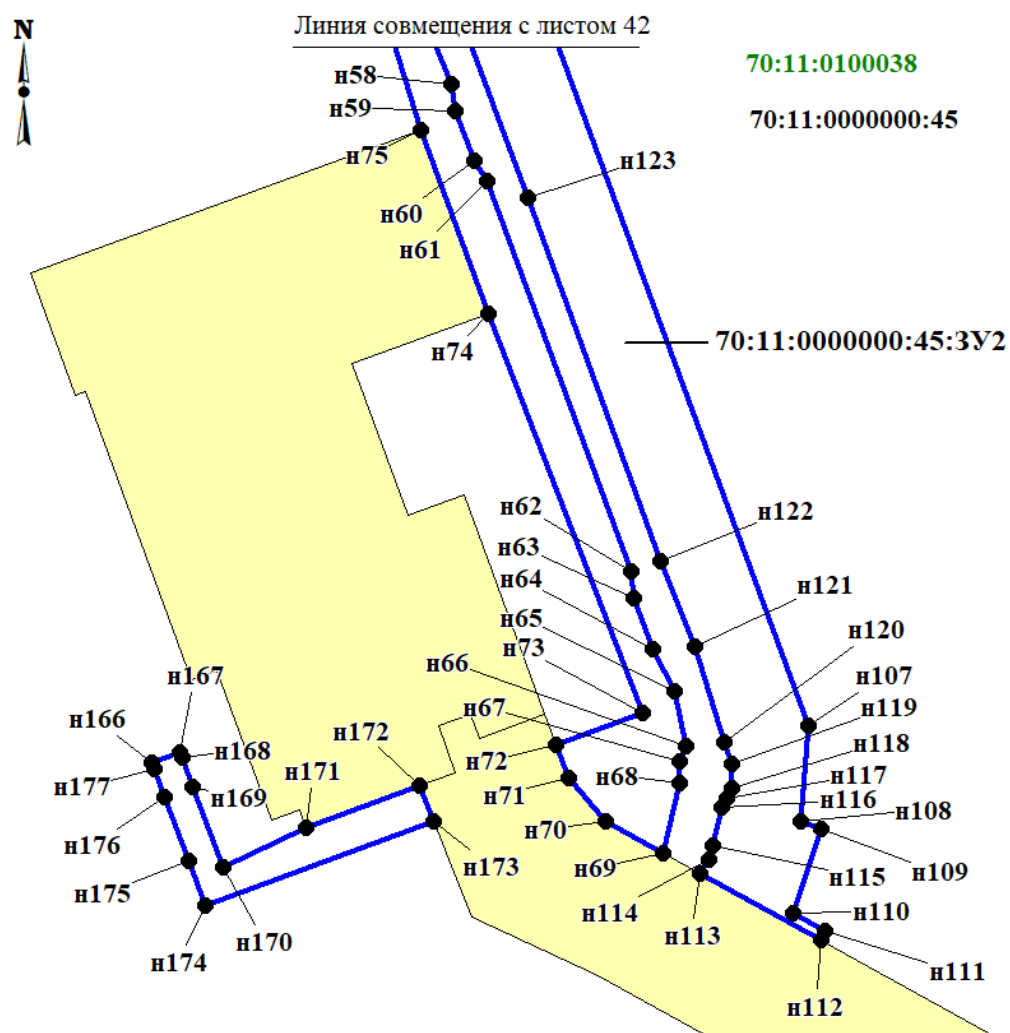 Линия совмещения с листом 42
N
70:11:0100038
н58
н59
70:11:0000000:45
н75
н123
н60
н61
70:11:0000000:45:ЗУ2
н74
н62
н122
н63
н64
н121
н65
н120
н73
н66
н107
н167
н67
н119
н166
н172
н118
н168
н72
н68
н117
н177
н171
н169
н71
н116
н176
н70
н108
н173
н69
н109
н175
н115
н114
н110
н113
н170
н174
н111
н112